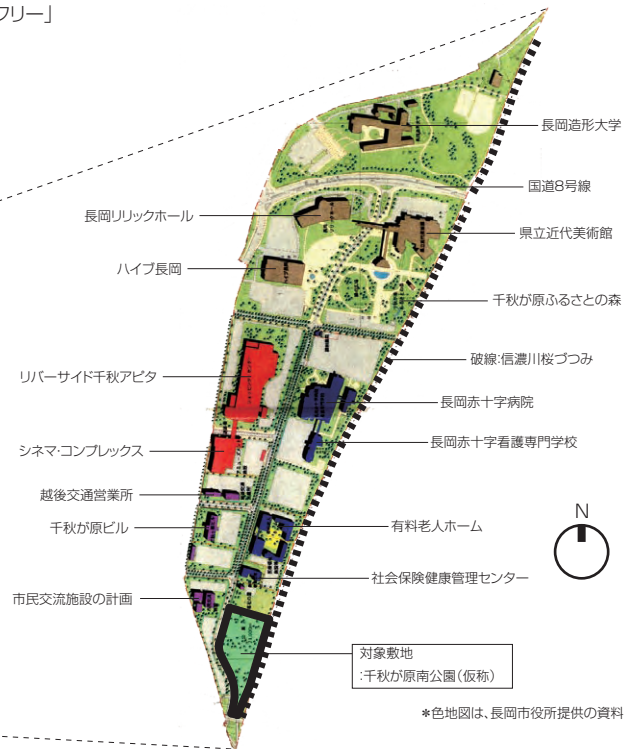 フリー」
長岡造形大学
国道8号線
長岡リリックホール
県立近代美術館
ハイブ長岡
千秋が原ふるさとの森
破線:信濃川桜づつみ
リバーサイド千秋アピタ
長岡赤十字病院
シネマ・コンプレックス
長岡赤十字看護専門学校
越後交通営業所
千秋が原ビル
有料老人ホーム
N
社会保険健康管理センター
市民交流施設の計画
対象敷地
:千秋が原南公園(仮称)
*色地図は、長岡市役所提供の資料